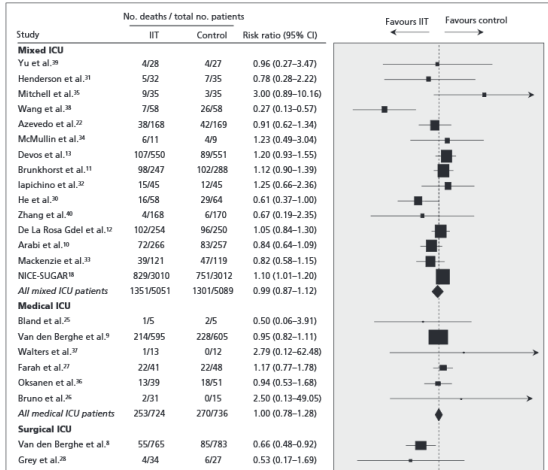 No. deaths / total no. patients
Favours IIT Favours control
Study IIT Control Risk ratio (95% CI)
Mixed ICU
Yu et al.39 4/28 4/27 0.96 (0.27–3.47)
Henderson et al.31 5/32 7/35 0.78 (0.28–2.22)
Mitchell et al.35 9/35 3/35 3.00 (0.89–10.16)
Wang et al.38 7/58 26/58 0.27 (0.13–0.57)
Azevedo et al.22 38/168 42/169 0.91 (0.62–1.34)
McMullin et al.34 6/11 4/9 1.23 (0.49–3.04)
Devos et al.13 107/550 89/551 1.20 (0.93–1.55)
Brunkhorst et al.11 98/247 102/288 1.12 (0.90–1.39)
Iapichino et al.32 15/45 12/45 1.25 (0.66–2.36)
He et al.30 16/58 29/64 0.61 (0.37–1.00)
Zhang et al.40 4/168 6/170 0.67 (0.19–2.35)
De La Rosa Gdel et al.12 102/254 96/250 1.05 (0.84–1.30)
Arabi et al.10 72/266 83/257 0.84 (0.64–1.09)
Mackenzie et al.33 39/121 47/119 0.82 (0.58–1.15)
NICE-SUGAR18 829/3010 751/3012 1.10 (1.01–1.20)
All mixed ICU patients 1351/5051 1301/5089 0.99 (0.87–1.12)
Medical ICU
Bland et al.25 1/5 2/5 0.50 (0.06–3.91)
Van den Berghe et al.9 214/595 228/605 0.95 (0.82–1.11)
Walters et al.37 1/13 0/12 2.79 (0.12–62.48)
Farah et al.27 22/41 22/48 1.17 (0.77–1.78)
Oksanen et al.36 13/39 18/51 0.94 (0.53–1.68)
Bruno et al.26 2/31 0/15 2.50 (0.13–49.05)
All medical ICU patients 253/724 270/736 1.00 (0.78–1.28)
Surgical ICU
Van den Berghe et al.8 55/765 85/783 0.66 (0.48–0.92)
Grey et al.28 4/34 6/27 0.53 (0.17–1.69)